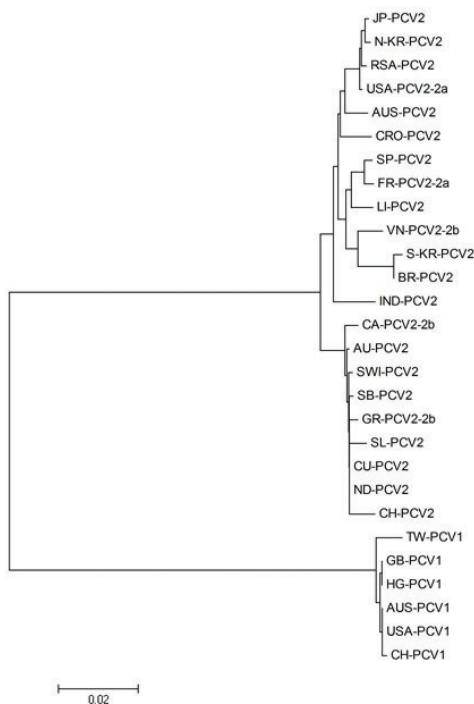 JP-PCV2
N-KR-PCV2
RSA-PCV2
USA-PCV2-2a
AUS-PCV2
CRO-PCV2
SP-PCV2
FR-PCV2-2a
LI-PCV2
VN-PCV2-2b
S-KR-PCV2
BR-PCV2
IND-PCV2
CA-PCV2-2b
AU-PCV2
SWI-PCV2
SB-PCV2
GR-PCV2-2b
SL-PCV2
CU-PCV2
ND-PCV2
CH-PCV2
TW-PCV1
GB-PCV1
HG-PCV1
AUS-PCV1
USA-PCV1
CH-PCV1
0.02